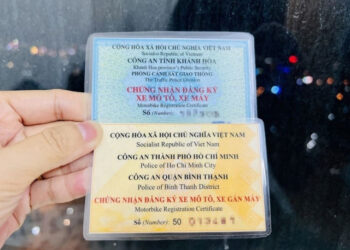 CỘNG HÒA XÃ HỘI CHỦ NGHĨA VIỆT NAM
Socialist Republic of Viet Nam
CÔNG AN TỈNH KHÁNH HÒA
Khanh Hoa province's Public Security
PHÒNG CẢNH SÁT GIAO THÔNG
The Traffic Police Division
CHỨNG NHẬN ĐĂNG KÝ
XE MÔ TÔ, XE MÁY
Motorbike Registration Certificate
Số (Number):
CỘNG HÒA XÃ HỘI CHỦ NGHĨA VIỆT NAM
Socialist Republic of Viet Nam
CÔNG AN THÀNH PHỐ HỒ CHÍ MINH
Police of Ho Chi Minh City
CÔNG AN QUẬN BÌNH THẠNH
Police of Binh Thanh District
CHỨNG NHẬN ĐĂNG KÝ XE MÔ TÔ, XE GẮN MÁY
Motorbike Registration Certificate
Số (Number): 50